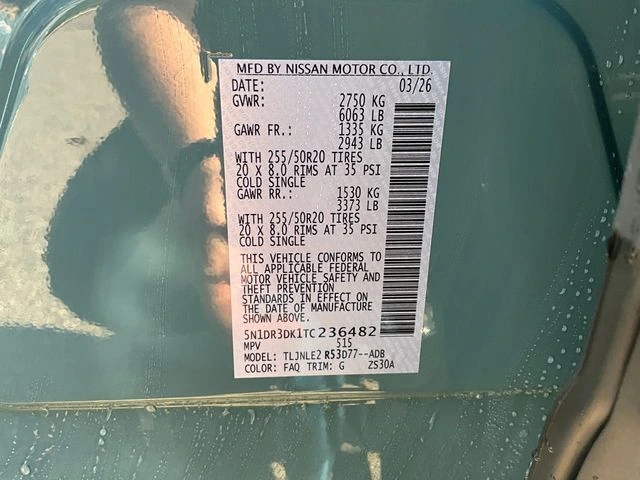 MFD BY NISSAN MOTOR CO., LTD.
DATE: 03/26
GVWR: 2750 KG
6063 LB
GAWR FR.: 1335 KG
2943 LB
WITH 255/50R20 TIRES
20 X 8.0 RIMS AT 35 PSI
COLD SINGLE
GAWR RR.: 1530 KG
3373 LB
WITH 255/50R20 TIRES
20 X 8.0 RIMS AT 35 PSI
COLD SINGLE
THIS VEHICLE CONFORMS TO
ALL APPLICABLE FEDERAL
MOTOR VEHICLE SAFETY AND
THEFT PREVENTION
STANDARDS IN EFFECT ON
THE DATE OF MANUFACTURE
SHOWN ABOVE.
5N1DR3DK1TC236482
MPV 515
MODEL: TLJNLE2 R53D77--ADB
COLOR: FAQ TRIM: G ZS30A